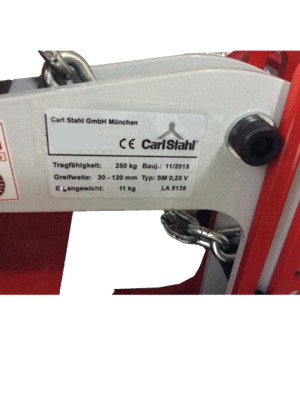 Carl Stahl GmbH München
CE CarlStahl
Tragfähigkeit: 250 kg Bauj.: 11/2015
Greifweite: 30 - 120 mm Typ: SM 0,25 V
Eigengewicht: 11 kg LA 5139